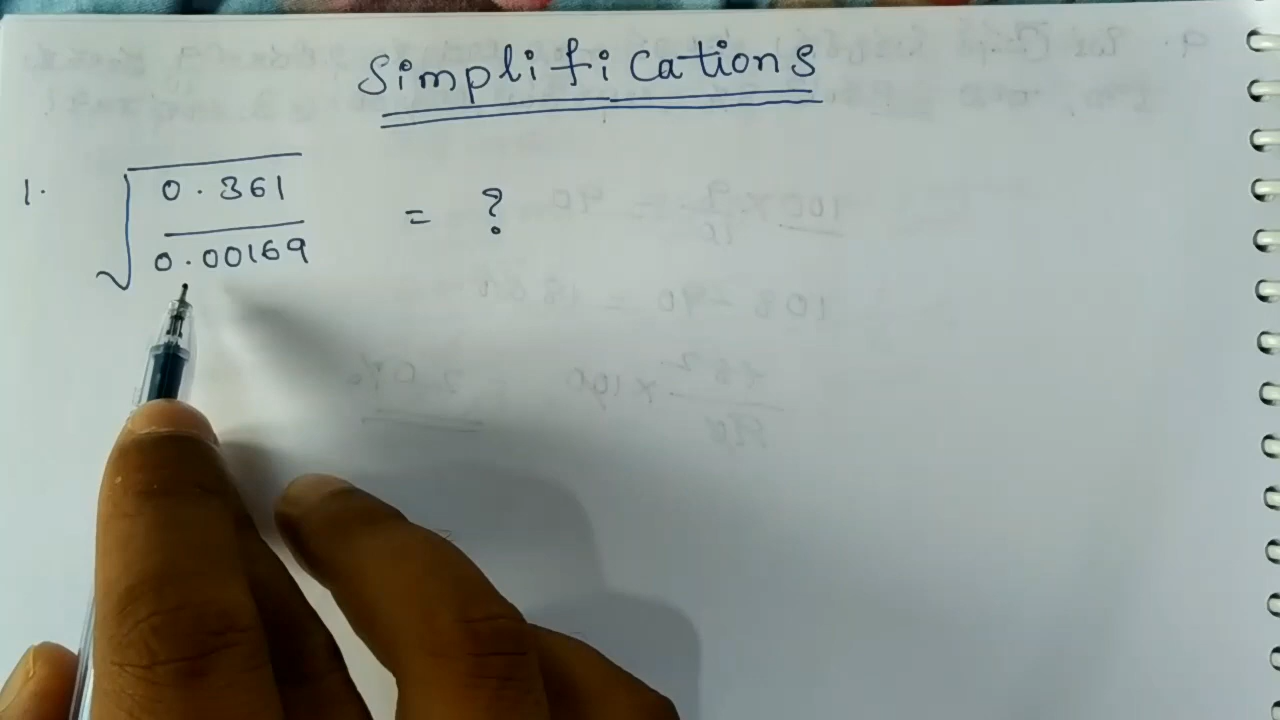 Simplifications
1. √0.361/0.00169 = ?